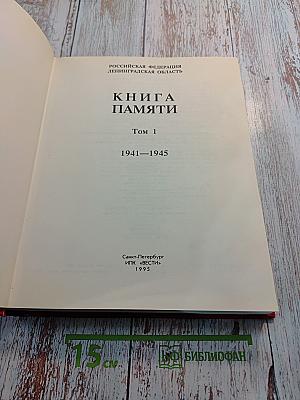 РОССИЙСКАЯ ФЕДЕРАЦИЯ
ЛЕНИНГРАДСКАЯ ОБЛАСТЬ
КНИГА
ПАМЯТИ
Том 1
1941—1945
Санкт-Петербург
ИПК «ВЕСТИ»
1995
15 см
БИБЛИОФАН